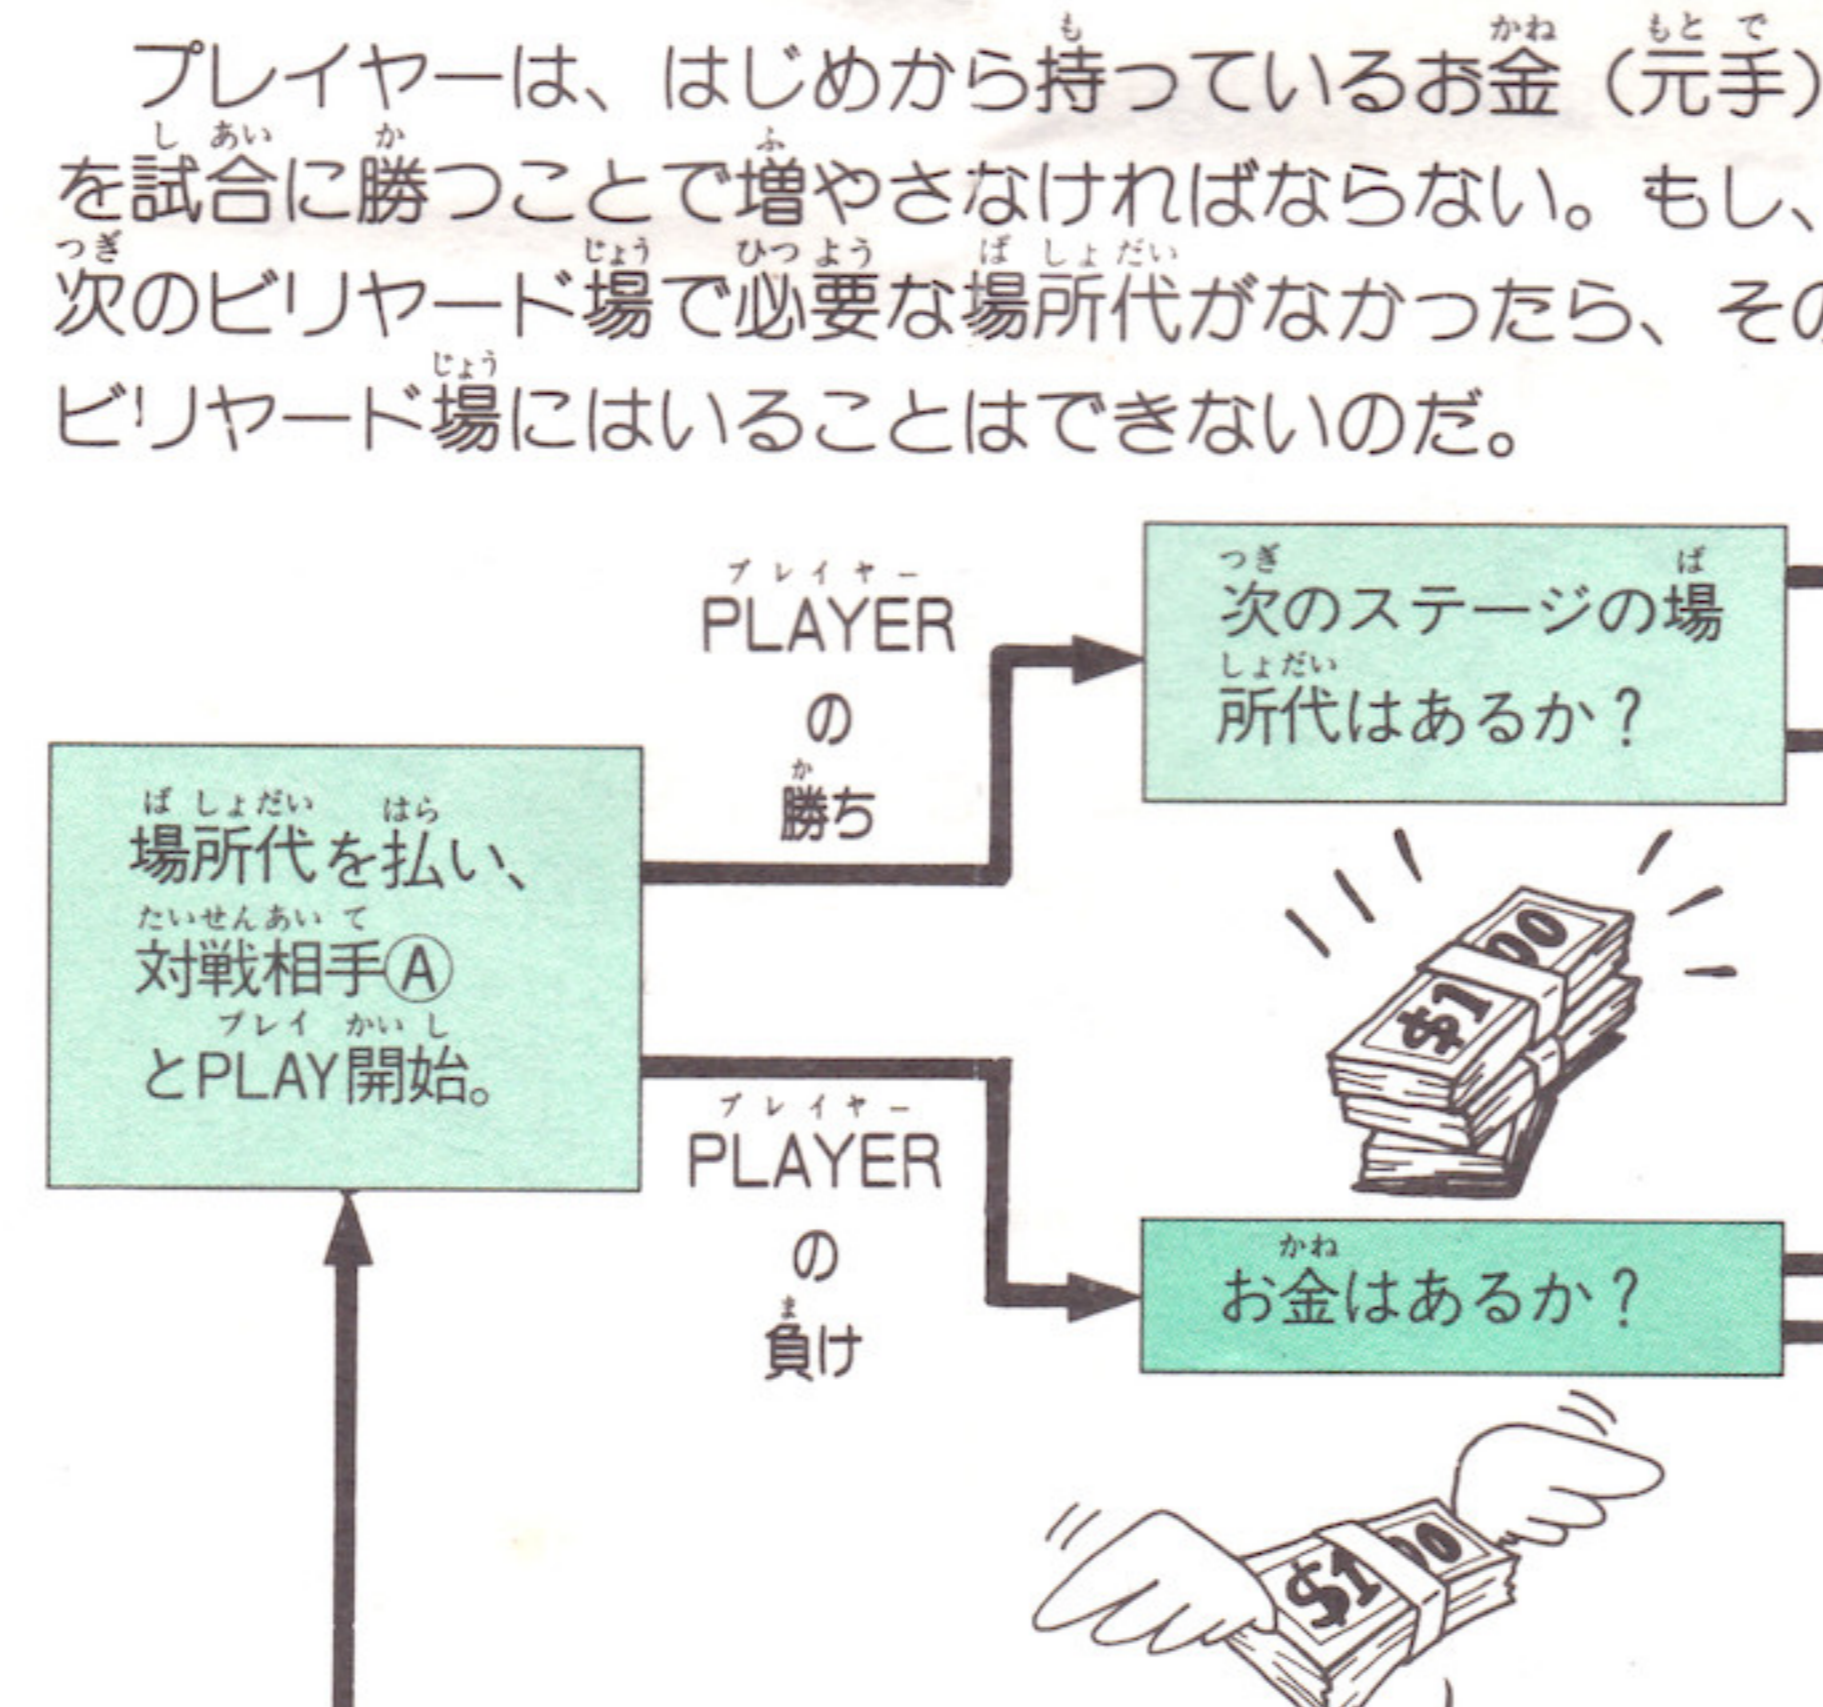 プレイヤーは、はじめから持っているお金（元手）
を試合に勝つことで増やさなければならない。もし、
次のビリヤード場で必要な場所代がなかったら、その
ビリヤード場にはいることはできないのだ。
PLAYER
の
勝ち
次のステージの場
所代はあるか？
場所代を払い、
対戦相手Ⓐ
とPLAY開始。
PLAYER
の
負け
お金はあるか？